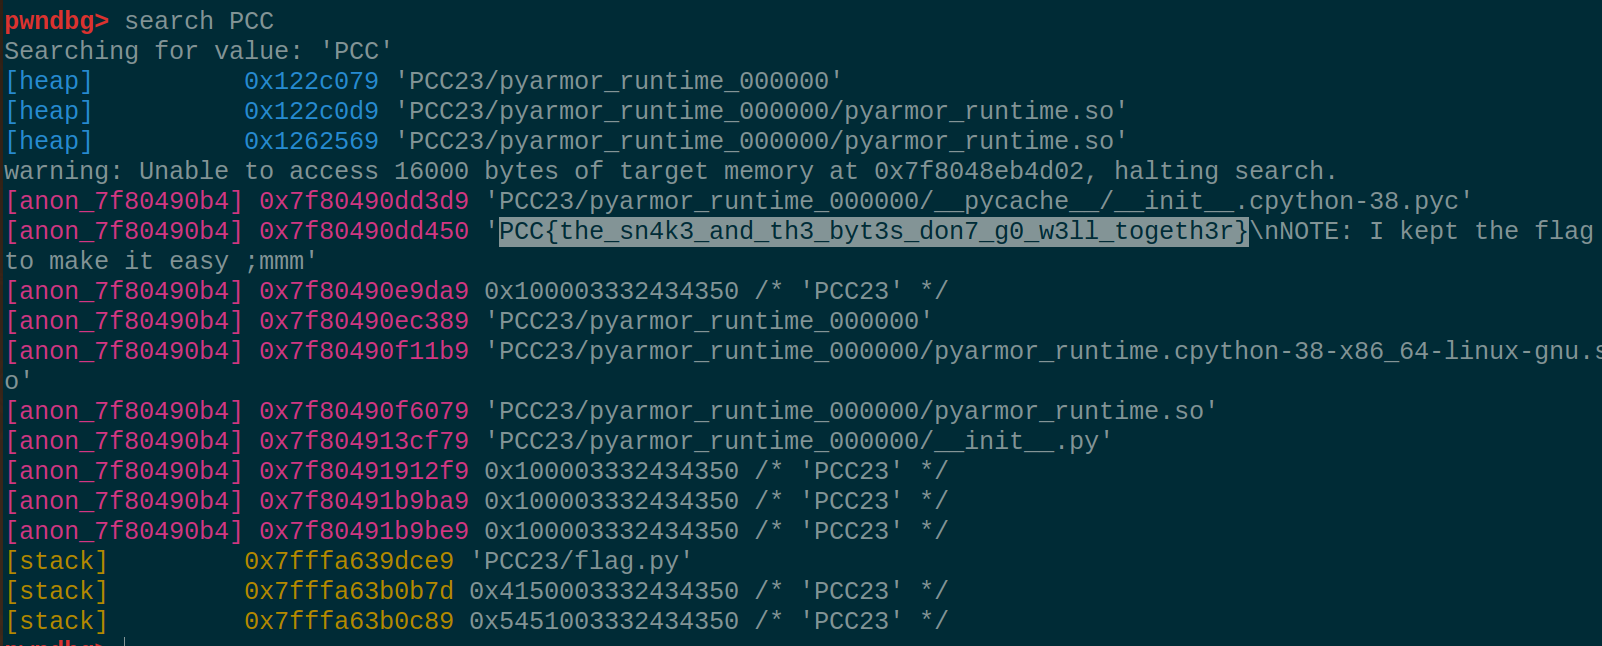 pwndbg> search PCC
Searching for value: 'PCC'
[heap]          0x122c079 'PCC23/pyarmor_runtime_000000'
[heap]          0x122c0d9 'PCC23/pyarmor_runtime_000000/pyarmor_runtime.so'
[heap]          0x1262569 'PCC23/pyarmor_runtime_000000/pyarmor_runtime.so'
warning: Unable to access 16000 bytes of target memory at 0x7f8048eb4d02, halting search.
[anon_7f80490b4] 0x7f80490dd3d9 'PCC23/pyarmor_runtime_000000/__pycache__/__init__.cpython-38.pyc'
[anon_7f80490b4] 0x7f80490dd450 'PCC{the_sn4k3_and_th3_byt3s_don7_g0_w3ll_togeth3r}\nNOTE: I kept the flag
to make it easy ;mmm'
[anon_7f80490b4] 0x7f80490e9da9 0x100003332434350 /* 'PCC23' */
[anon_7f80490b4] 0x7f80490ec389 'PCC23/pyarmor_runtime_000000'
[anon_7f80490b4] 0x7f80490f11b9 'PCC23/pyarmor_runtime_000000/pyarmor_runtime.cpython-38-x86_64-linux-gnu.s
o'
[anon_7f80490b4] 0x7f80490f6079 'PCC23/pyarmor_runtime_000000/pyarmor_runtime.so'
[anon_7f80490b4] 0x7f804913cf79 'PCC23/pyarmor_runtime_000000/__init__.py'
[anon_7f80490b4] 0x7f80491912f9 0x100003332434350 /* 'PCC23' */
[anon_7f80490b4] 0x7f80491b9ba9 0x100003332434350 /* 'PCC23' */
[anon_7f80490b4] 0x7f80491b9be9 0x100003332434350 /* 'PCC23' */
[stack]         0x7fffa639dce9 'PCC23/flag.py'
[stack]         0x7fffa63b0b7d 0x4150003332434350 /* 'PCC23' */
[stack]         0x7fffa63b0c89 0x5451003332434350 /* 'PCC23' */
pwndbg>